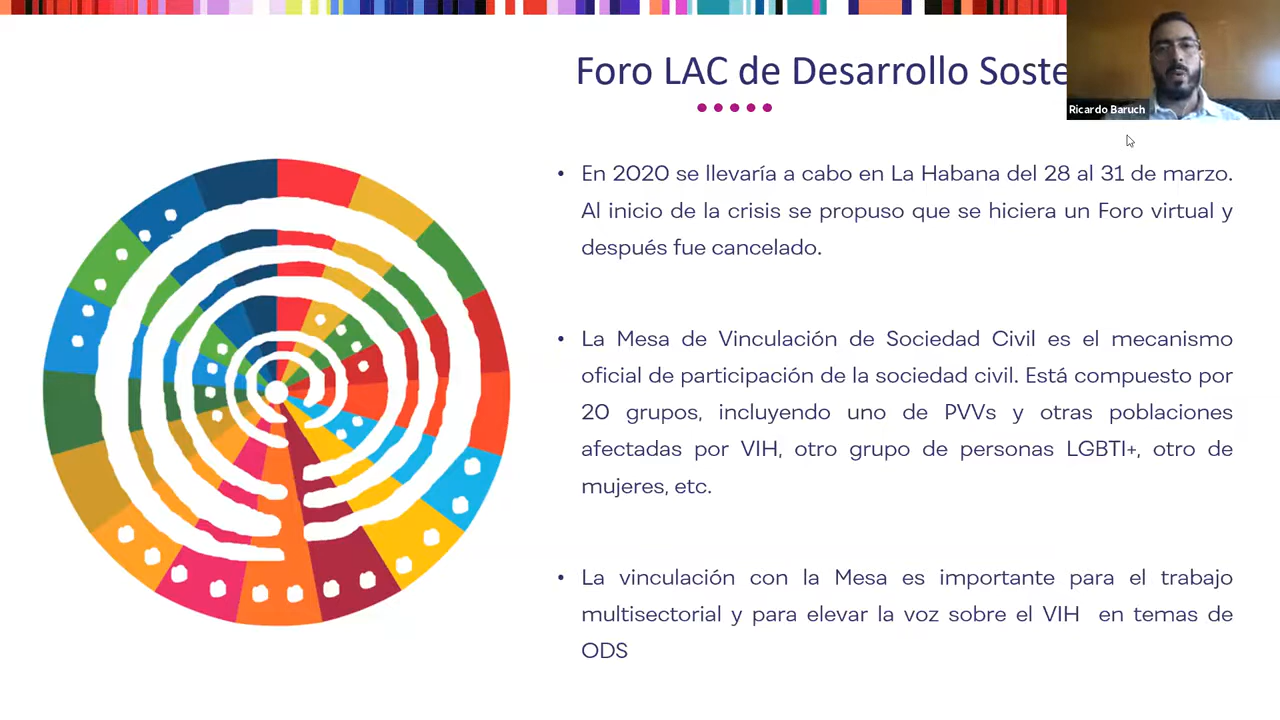 Foro LAC de Desarrollo Soste
Ricardo Baruch
• En 2020 se llevaría a cabo en La Habana del 28 al 31 de marzo.
Al inicio de la crisis se propuso que se hiciera un Foro virtual y
después fue cancelado.
• La Mesa de Vinculación de Sociedad Civil es el mecanismo
oficial de participación de la sociedad civil. Está compuesto por
20 grupos, incluyendo uno de PVVs y otras poblaciones
afectadas por VIH, otro grupo de personas LGBTI+, otro de
mujeres, etc.
• La vinculación con la Mesa es importante para el trabajo
multisectorial y para elevar la voz sobre el VIH en temas de
ODS